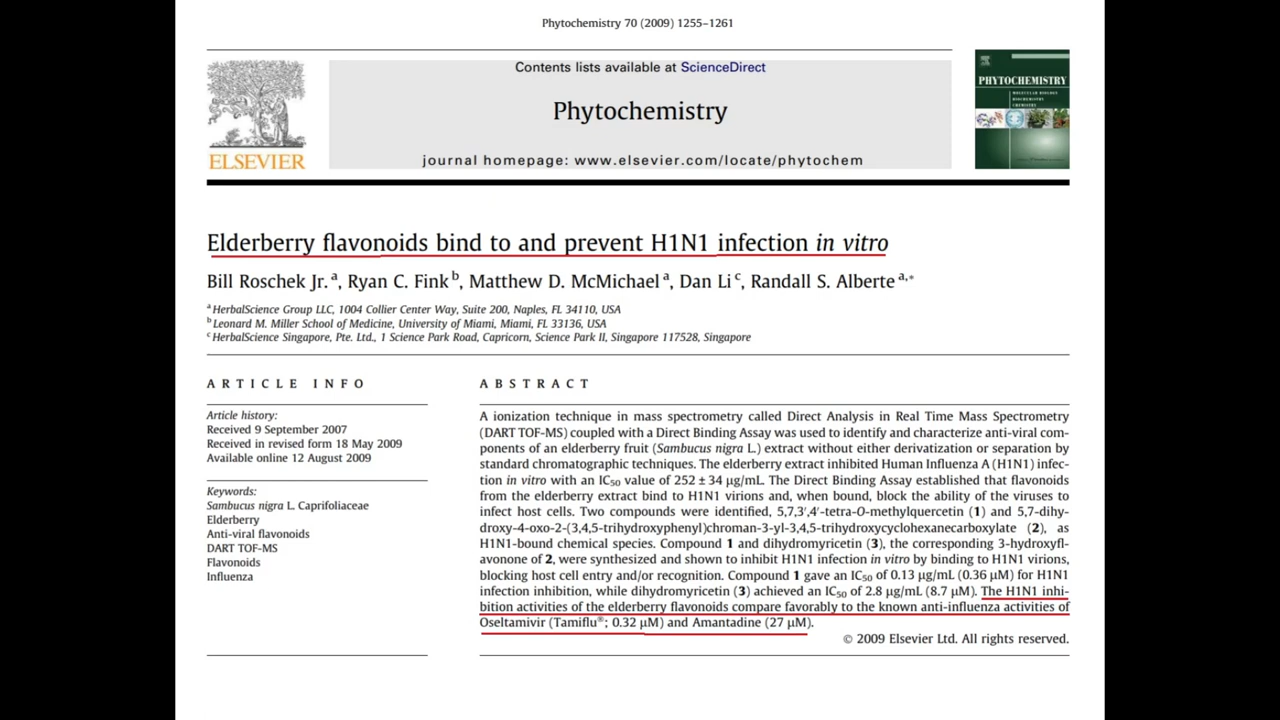 Phytochemistry 70 (2009) 1255–1261
Contents lists available at ScienceDirect
Phytochemistry
journal homepage: www.elsevier.com/locate/phytochem
ELSEVIER
PHYTOCHEMISTRY
MOLECULAR BIOLOGY
BIOCHEMISTRY
CHEMISTRY
Elderberry flavonoids bind to and prevent H1N1 infection in vitro
Bill Roschek Jr. a, Ryan C. Fink b, Matthew D. McMichael a, Dan Li c, Randall S. Alberte a,*
a HerbalScience Group LLC, 1004 Collier Center Way, Suite 200, Naples, FL 34110, USA
b Leonard M. Miller School of Medicine, University of Miami, Miami, FL 33136, USA
c HerbalScience Singapore, Pte. Ltd., 1 Science Park Road, Capricorn, Science Park II, Singapore 117528, Singapore
ARTICLE INFO
Article history:
Received 9 September 2007
Received in revised form 18 May 2009
Available online 12 August 2009
Keywords:
Sambucus nigra L. Caprifoliaceae
Elderberry
Anti-viral flavonoids
DART TOF-MS
Flavonoids
Influenza
ABSTRACT
A ionization technique in mass spectrometry called Direct Analysis in Real Time Mass Spectrometry
(DART TOF-MS) coupled with a Direct Binding Assay was used to identify and characterize anti-viral com-
ponents of an elderberry fruit (Sambucus nigra L.) extract without either derivatization or separation by
standard chromatographic techniques. The elderberry extract inhibited Human Influenza A (H1N1) infec-
tion in vitro with an IC50 value of 252 ± 34 μg/mL. The Direct Binding Assay established that flavonoids
from the elderberry extract bind to H1N1 virions and, when bound, block the ability of the viruses to
infect host cells. Two compounds were identified, 5,7,3′,4′-tetra-O-methylquercetin (1) and 5,7-dihy-
droxy-4-oxo-2-(3,4,5-trihydroxyphenyl)chroman-3-yl-3,4,5-trihydroxycyclohexanecarboxylate (2), as
H1N1-bound chemical species. Compound 1 and dihydromyricetin (3), the corresponding 3-hydroxyfl-
avonone of 2, were synthesized and shown to inhibit H1N1 infection in vitro by binding to H1N1 virions,
blocking host cell entry and/or recognition. Compound 1 gave an IC50 of 0.13 μg/mL (0.36 μM) for H1N1
infection inhibition, while dihydromyricetin (3) achieved an IC50 of 2.8 μg/mL (8.7 μM). The H1N1 inhi-
bition activities of the elderberry flavonoids compare favorably to the known anti-influenza activities of
Oseltamivir (Tamiflu®; 0.32 μM) and Amantadine (27 μM).
© 2009 Elsevier Ltd. All rights reserved.